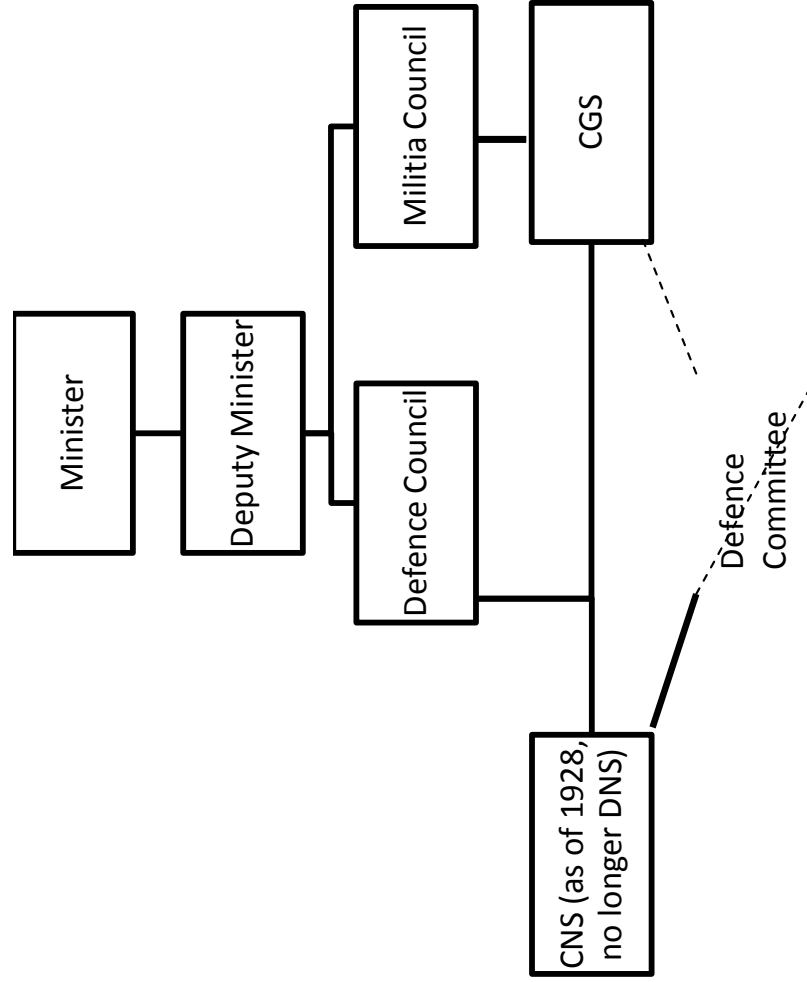 Minister
Deputy Minister
Defence Council
Militia Council
CNS (as of 1928,
no longer DNS)
CGS
Defence
Committee